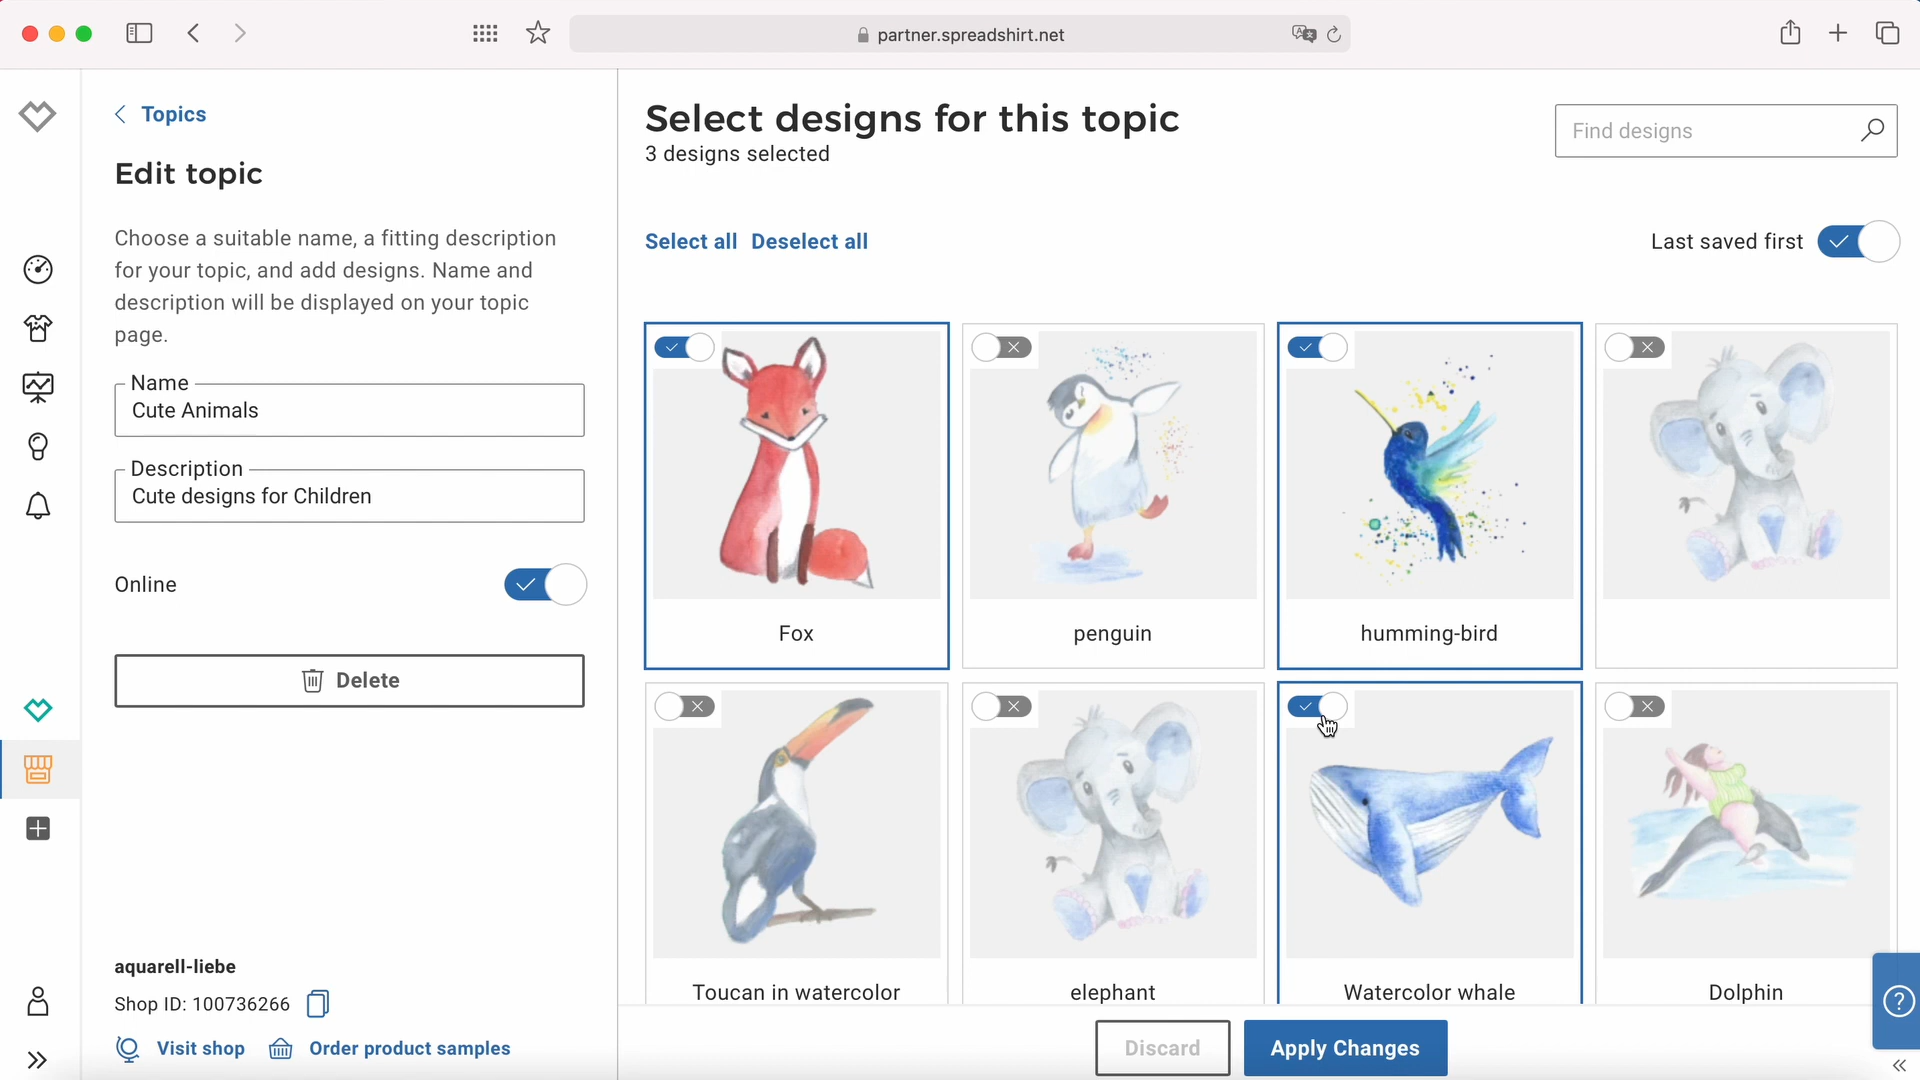 partner.spreadshirt.net
Topics
Edit topic
Choose a suitable name, a fitting description
for your topic, and add designs. Name and
description will be displayed on your topic
page.
Name
Cute Animals
Description
Cute designs for Children
Online
Delete
aquarell-liebe
Shop ID: 100736266
Visit shop
Order product samples
Select designs for this topic
3 designs selected
Find designs
Select all Deselect all
Last saved first
Fox
penguin
humming-bird
Toucan in watercolor
elephant
Watercolor whale
Dolphin
Discard
Apply Changes